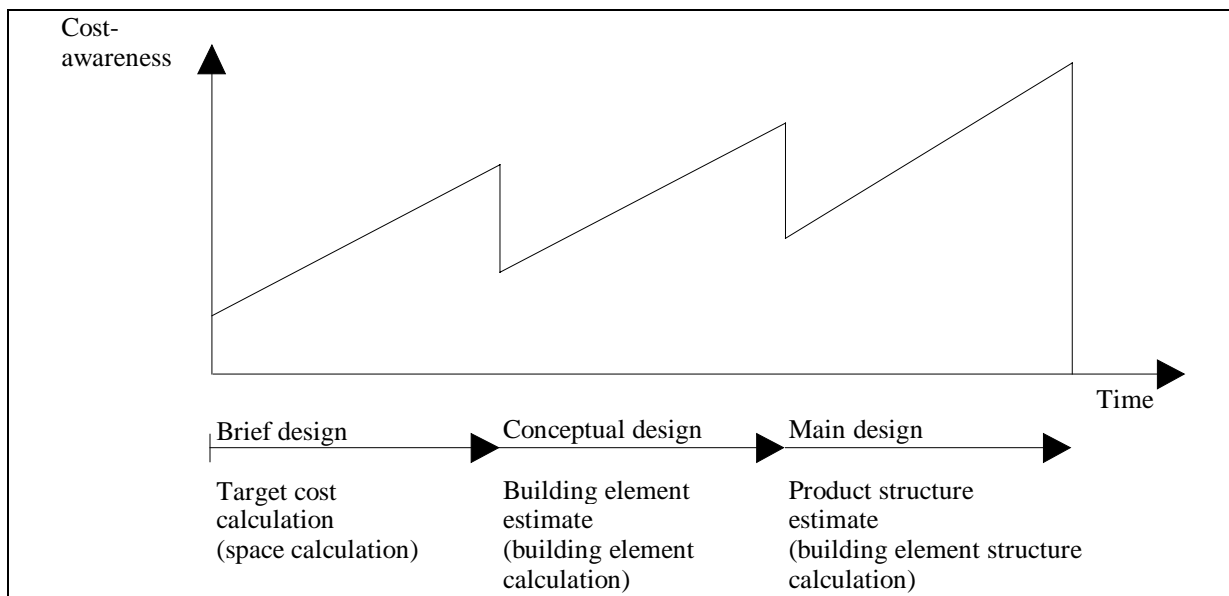 Cost-
awareness
Time
Brief design
Conceptual design
Main design
Target cost
calculation
(space calculation)
Building element
estimate
(building element
calculation)
Product structure
estimate
(building element structure
calculation)